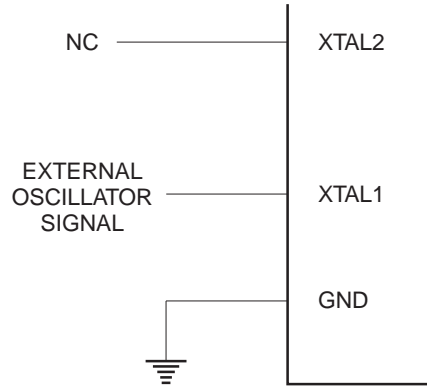 NC XTAL2
EXTERNAL
OSCILLATOR
SIGNAL
XTAL1
GND